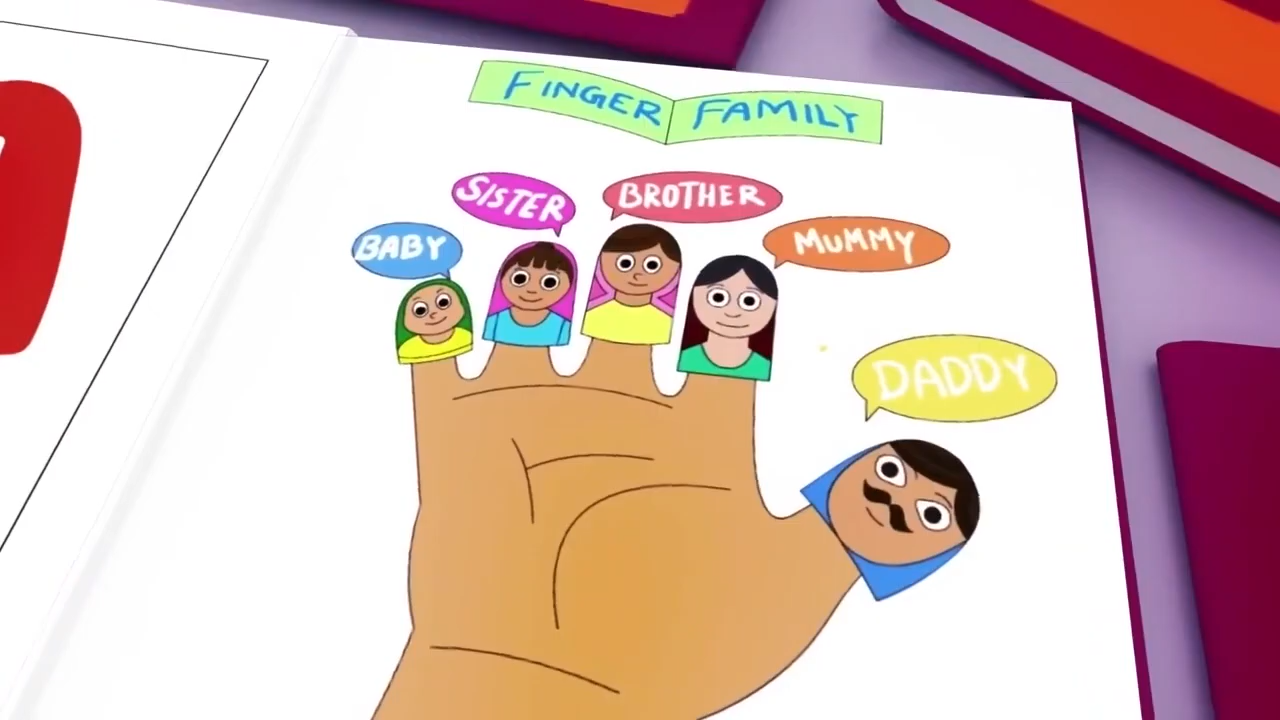 FINGER FAMILY
SISTER
BROTHER
BABY
MUMMY
DADDY